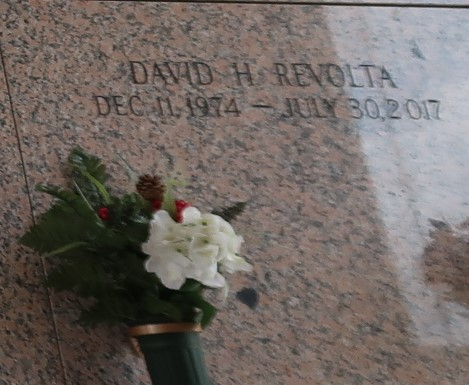 DAVID H. REVOLTA
DEC. 11, 1974 — JULY 30, 2017